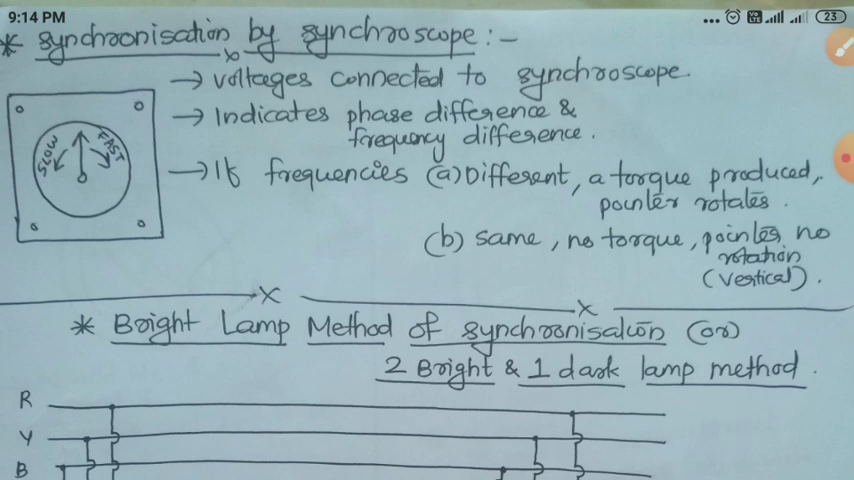 9:14 PM
23
* Synchronisation by synchroscope :-
→ voltages connected to synchroscope.
→ Indicates phase difference &
frequency difference.
SLOW FAST
→ If frequencies (a) Different, a torque produced,
pointer rotates.
(b) same, no torque, pointer no
rotation
(vertical).
* Bright Lamp Method of synchronisation (or)
2 Bright & 1 dark lamp method.
R
Y
B